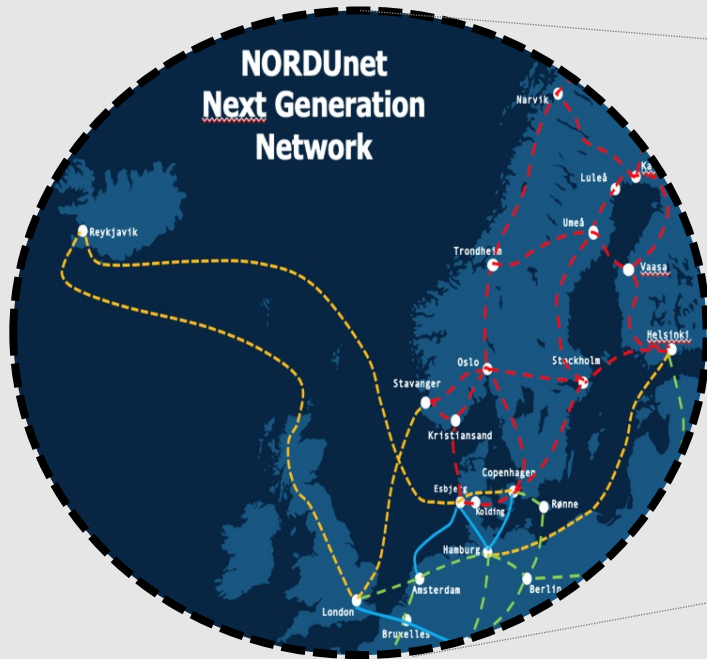 NORDUnet
Next Generation
Network
Narvik
Ka
Luleå
Reykjavik
Umeå
Trondheim
Vaasa
Helsinki
Oslo
Stockholm
Stavanger
Kristiansand
Copenhagen
Esbjerg
Kolding
Rønne
Hamburg
Amsterdam
Berlin
London
Bruxelles